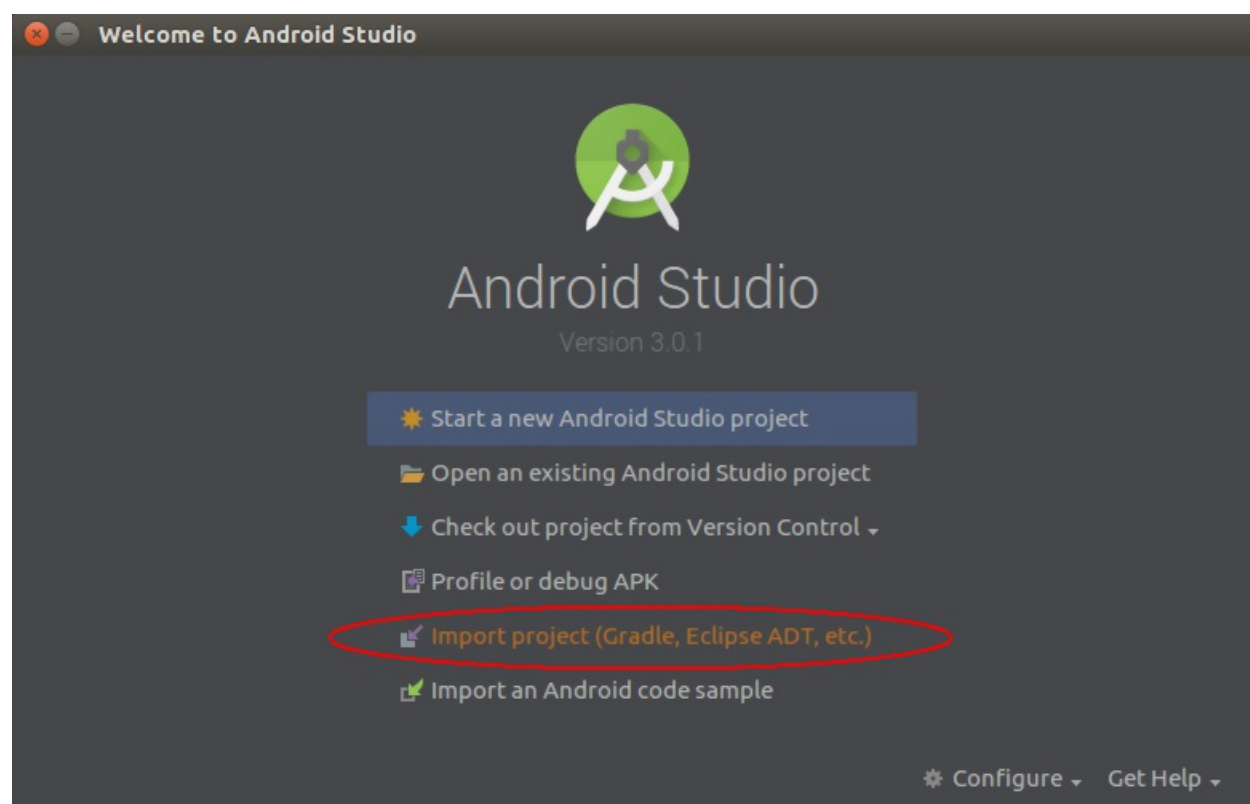 Welcome to Android Studio
Android Studio
Version 3.0.1
Start a new Android Studio project
Open an existing Android Studio project
Check out project from Version Control
Profile or debug APK
Import project (Gradle, Eclipse ADT, etc.)
Import an Android code sample
Configure Get Help